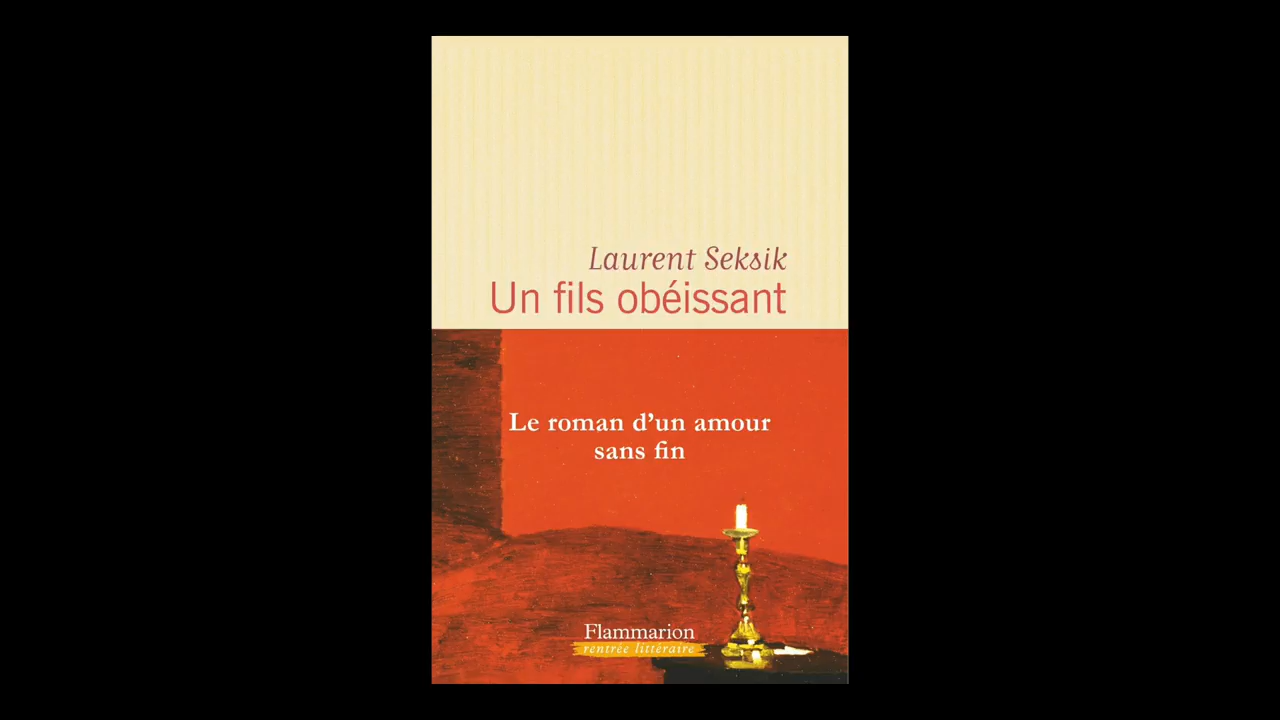 Laurent Seksik
Un fils obéissant
Le roman d'un amour
sans fin
Flammarion
rentrée littéraire